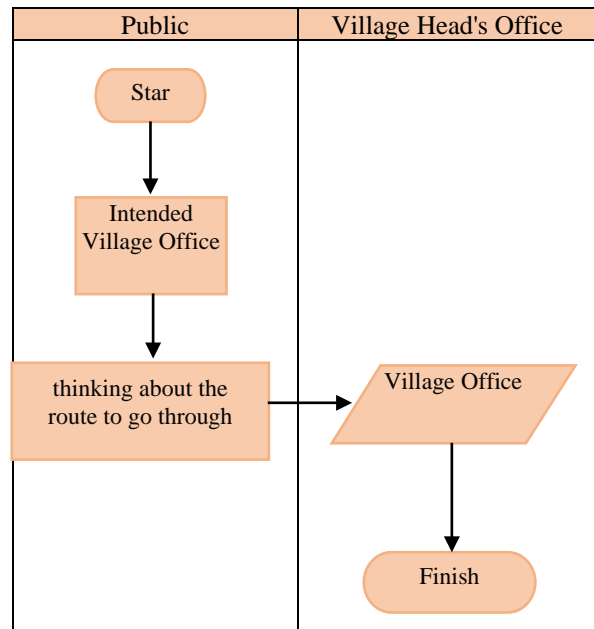 Public
Village Head's Office
Star
Intended
Village Office
thinking about the
route to go through
Village Office
Finish